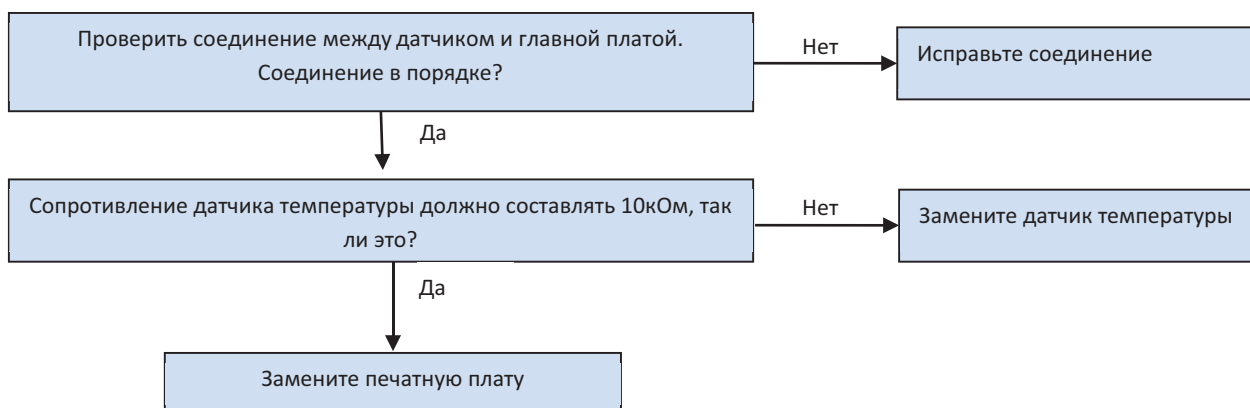 Проверить соединение между датчиком и главной платой.
Соединение в порядке?
Нет
Исправьте соединение
Да
Сопротивление датчика температуры должно составлять 10кОм, так
ли это?
Нет
Замените датчик температуры
Да
Замените печатную плату